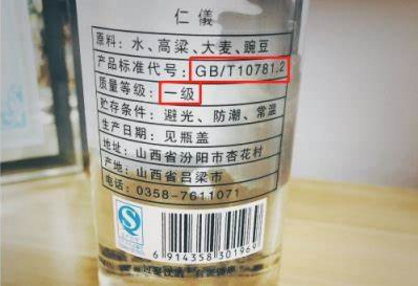 仁儀
原料：水、高粱、大麦、豌豆
产品标准代号：GB/T10781.2
质量等级：一级
贮存条件：避光、防潮、常温
生产日期：见瓶盖
地址：山西省汾阳市杏花村
产地：山西省吕梁市
电话：0358-7611071
6 914358 301969